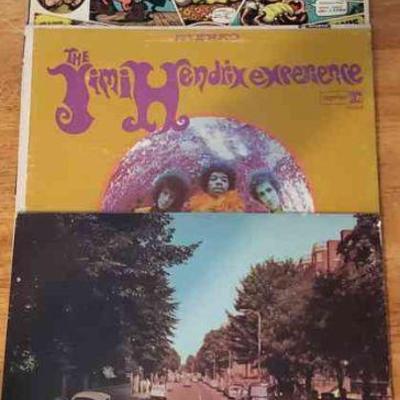 STEREO
THE
Jimi Hendrix experience